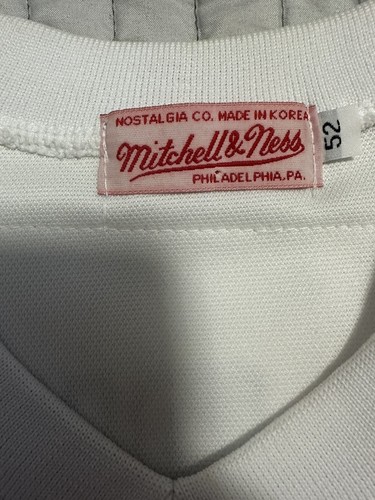 NOSTALGIA CO. MADE IN KOREA
Mitchell & Ness
PHILADELPHIA, PA.
52